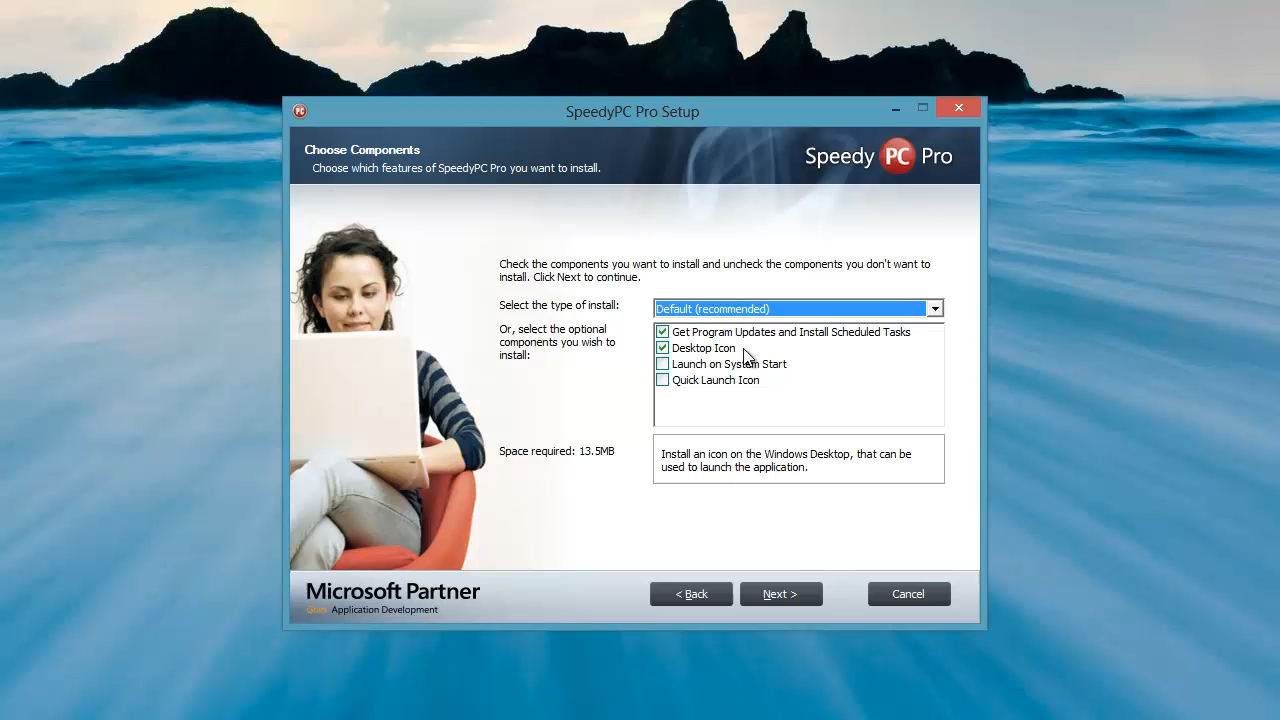 PC
SpeedyPC Pro Setup
Choose Components
Choose which features of SpeedyPC Pro you want to install.
Speedy PC Pro
Check the components you want to install and uncheck the components you don't want to
install. Click Next to continue.
Select the type of install:
Default (recommended)
Or, select the optional
components you wish to
install:
Get Program Updates and Install Scheduled Tasks
Desktop Icon
Launch on System Start
Quick Launch Icon
Space required: 13.5MB
Install an icon on the Windows Desktop, that can be
used to launch the application.
Microsoft Partner
Application Development
< Back
Next >
Cancel